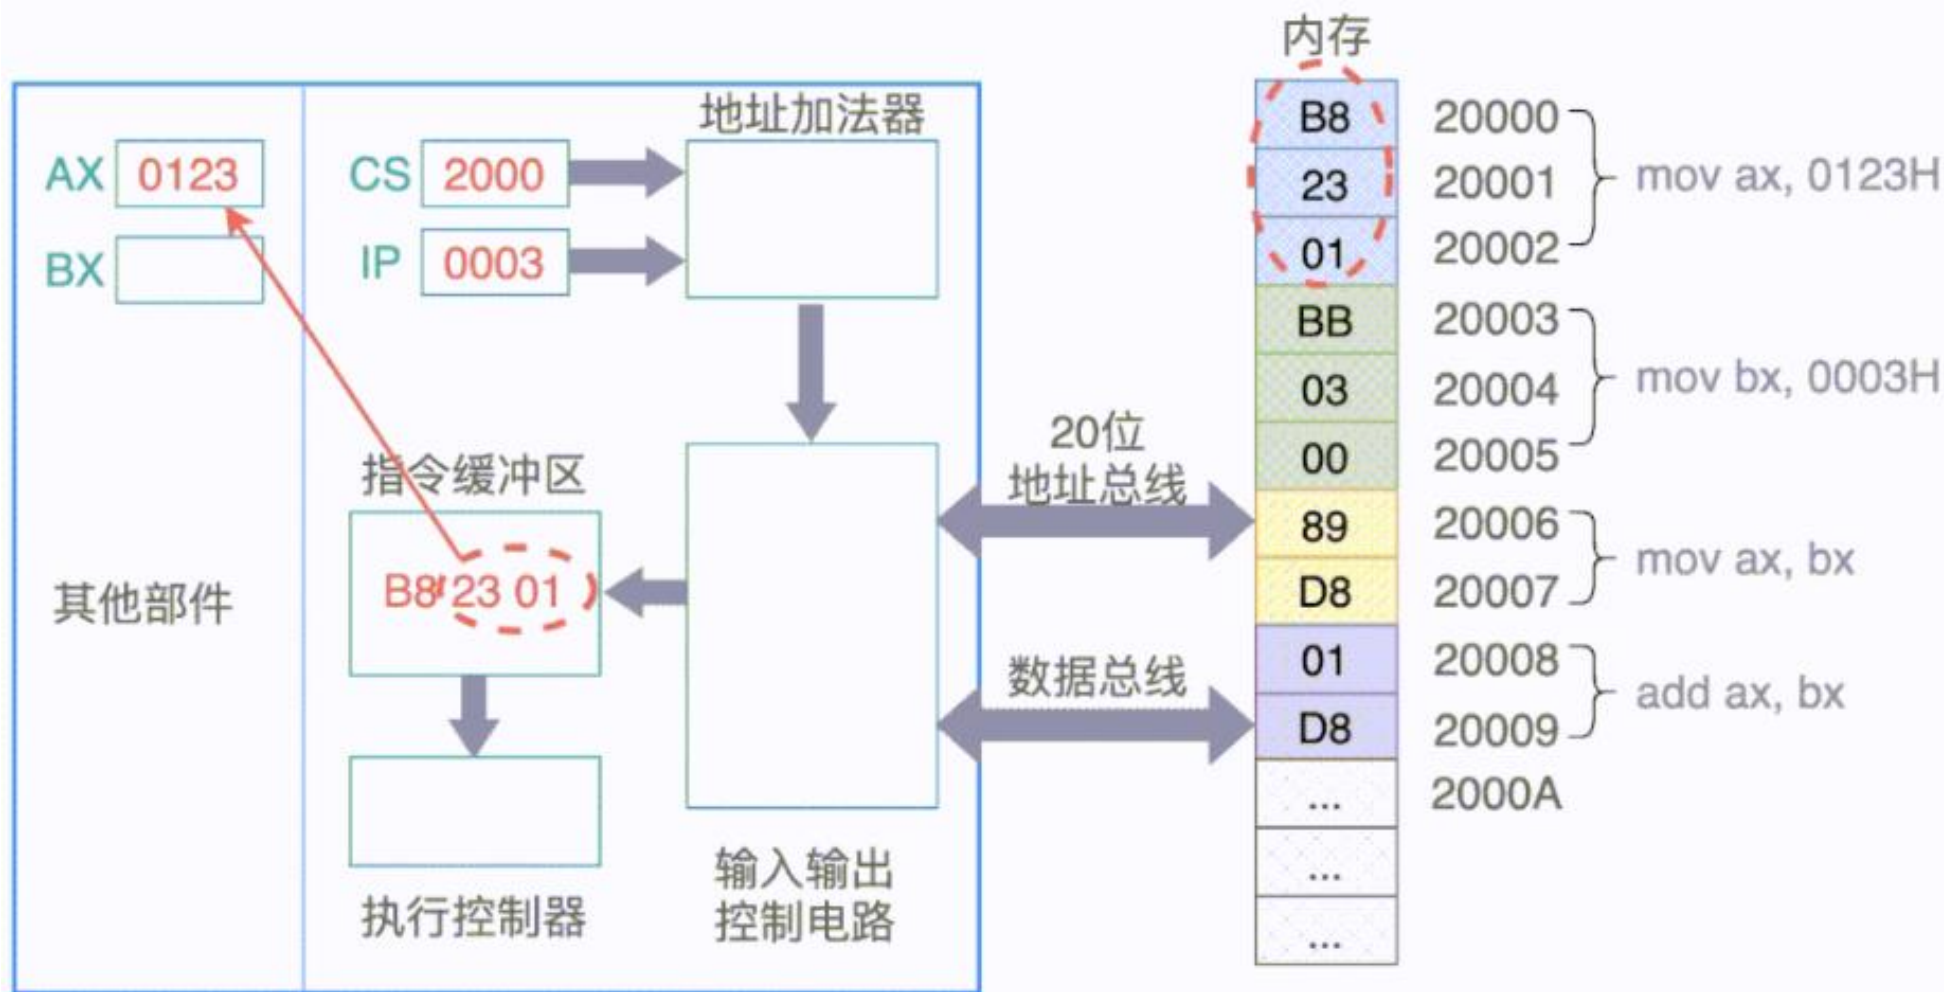 内存
地址加法器
AX 0123
CS 2000
BX
IP 0003
指令缓冲区
B8 23 01
其他部件
执行控制器
输入输出
控制电路
20位
地址总线
数据总线
B8 20000
23 20001 mov ax, 0123H
01 20002
BB 20003
03 20004 mov bx, 0003H
00 20005
89 20006
mov ax, bx
D8 20007
01 20008
add ax, bx
D8 20009
... 2000A
...
...